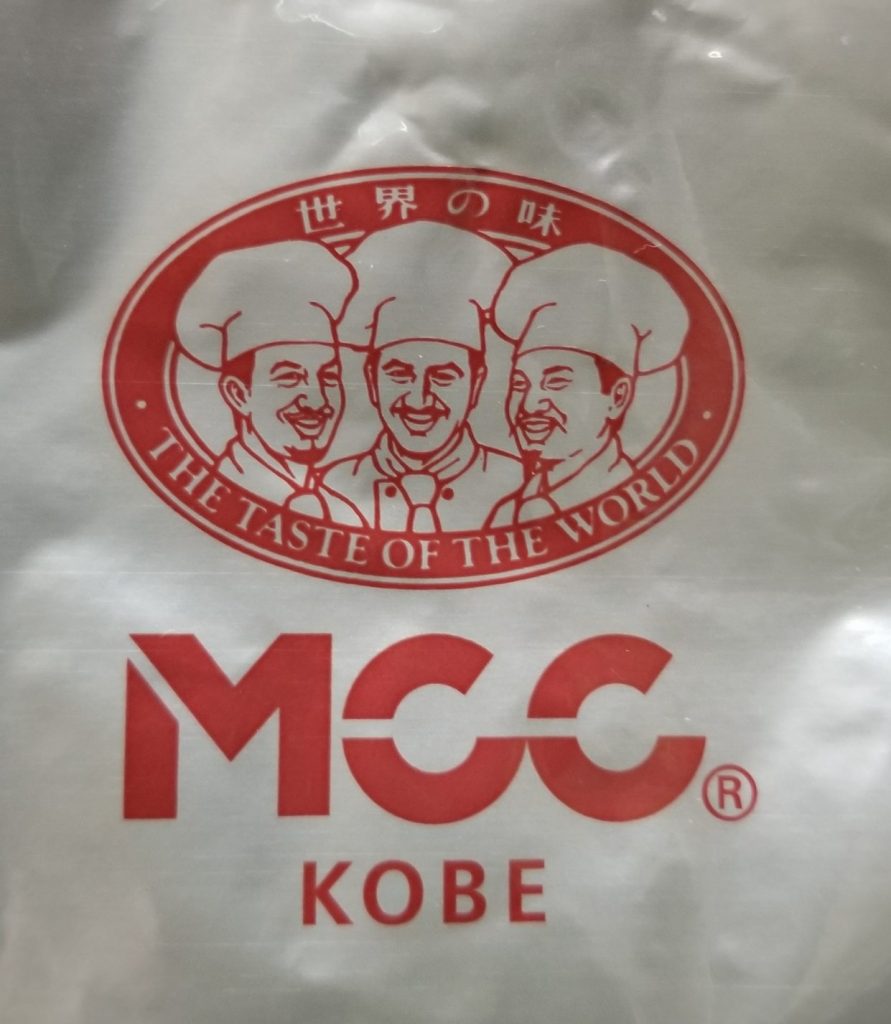 世界の味
THE TASTE OF THE WORLD
MCC®
KOBE